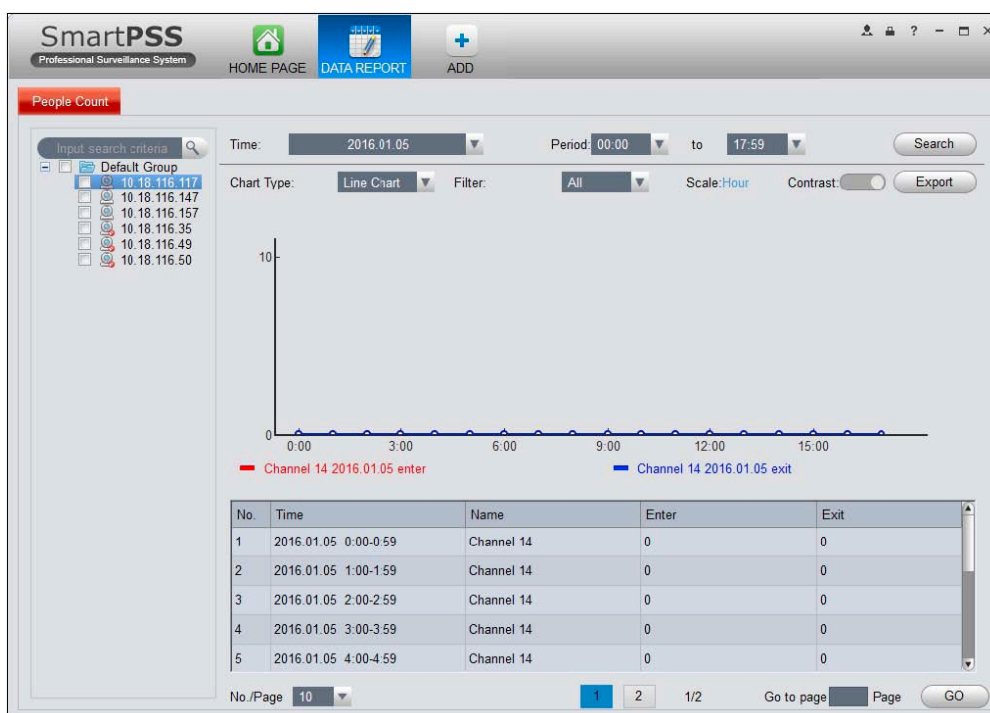 SmartPSS
Professional Surveillance System
HOME PAGE
DATA REPORT
ADD
People Count
Input search criteria
Default Group
10.18.116.117
10.18.116.147
10.18.116.157
10.18.116.35
10.18.116.49
10.18.116.50
Time: 2016.01.05 Period: 00:00 to 17:59 Search
Chart Type: Line Chart Filter: All Scale:Hour Contrast: Export
10
0
0:00 3:00 6:00 9:00 12:00 15:00
Channel 14 2016.01.05 enter Channel 14 2016.01.05 exit
No. Time Name Enter Exit
1 2016.01.05 0:00-0:59 Channel 14 0 0
2 2016.01.05 1:00-1:59 Channel 14 0 0
3 2016.01.05 2:00-2:59 Channel 14 0 0
4 2016.01.05 3:00-3:59 Channel 14 0 0
5 2016.01.05 4:00-4:59 Channel 14 0 0
No./Page 10 1 2 1/2 Go to page Page GO